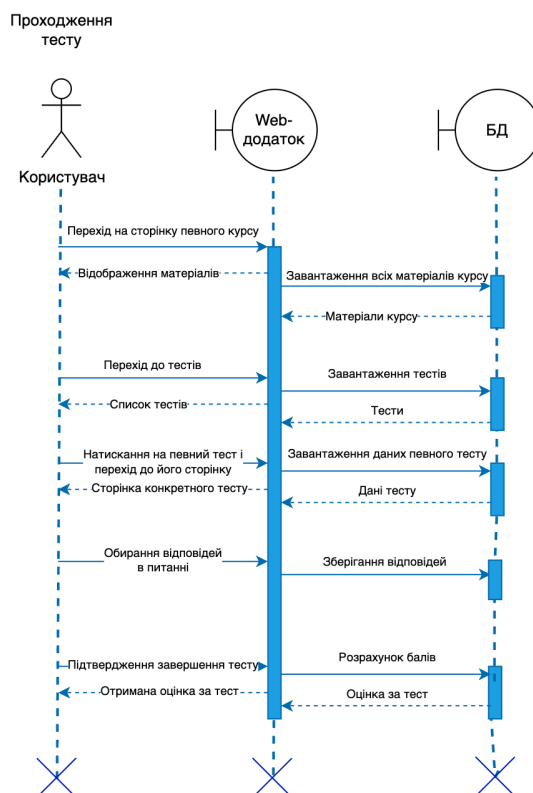 Проходження
тесту
Web-
додаток
БД
Користувач
Перехід на сторінку певного курсу
Відображення матеріалів
Завантаження всіх матеріалів курсу
Матеріали курсу
Перехід до тестів
Завантаження тестів
Список тестів
Тести
Натискання на певний тест і
перехід до його сторінку
Завантаження даних певного тесту
Сторінка конкретного тесту
Дані тесту
Обирання відповідей
в питанні
Зберігання відповідей
Підтвердження завершення тесту
Розрахунок балів
Отримана оцінка за тест
Оцінка за тест